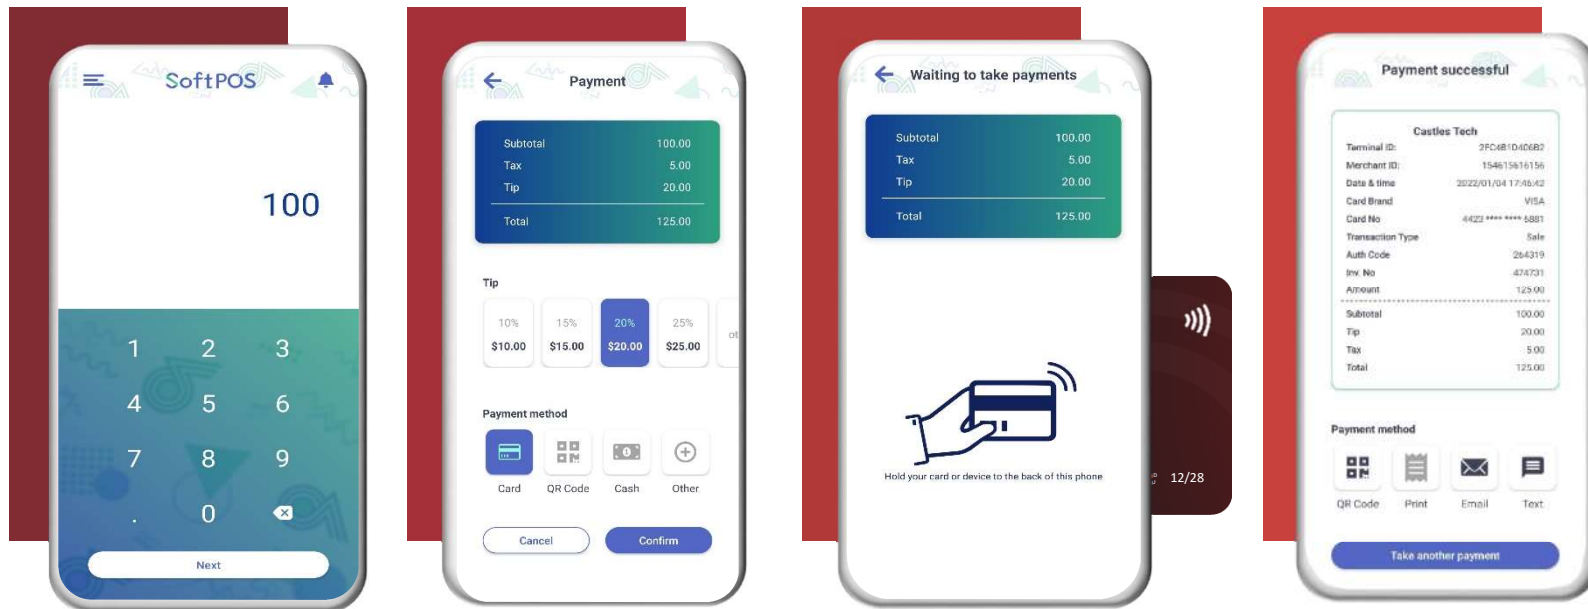 SoftPOS
100
1 2 3
4 5 6
7 8 9
. 0
Next
Payment
Subtotal 100.00
Tax 5.00
Tip 20.00
Total 125.00
Tip
10% 15% 20% 25%
$10.00 $15.00 $20.00 $25.00 ot
Payment method
Card QR Code Cash Other
Cancel Confirm
Waiting to take payments
Subtotal 100.00
Tax 5.00
Tip 20.00
Total 125.00
Hold your card or device to the back of this phone
12/28
Payment successful
Castles Tech
Terminal ID:
Merchant ID: 154615616156
Date & time 2022/01/04 17:46:42
Card Brand VISA
Card No 4423 **** **** 6881
Transaction Type Sale
Auth Code 264319
Inv. No 474731
Amount 125.00
Subtotal 100.00
Tip 20.00
Tax 5.00
Total 125.00
Payment method
QR Code Print Email Text
Take another payment